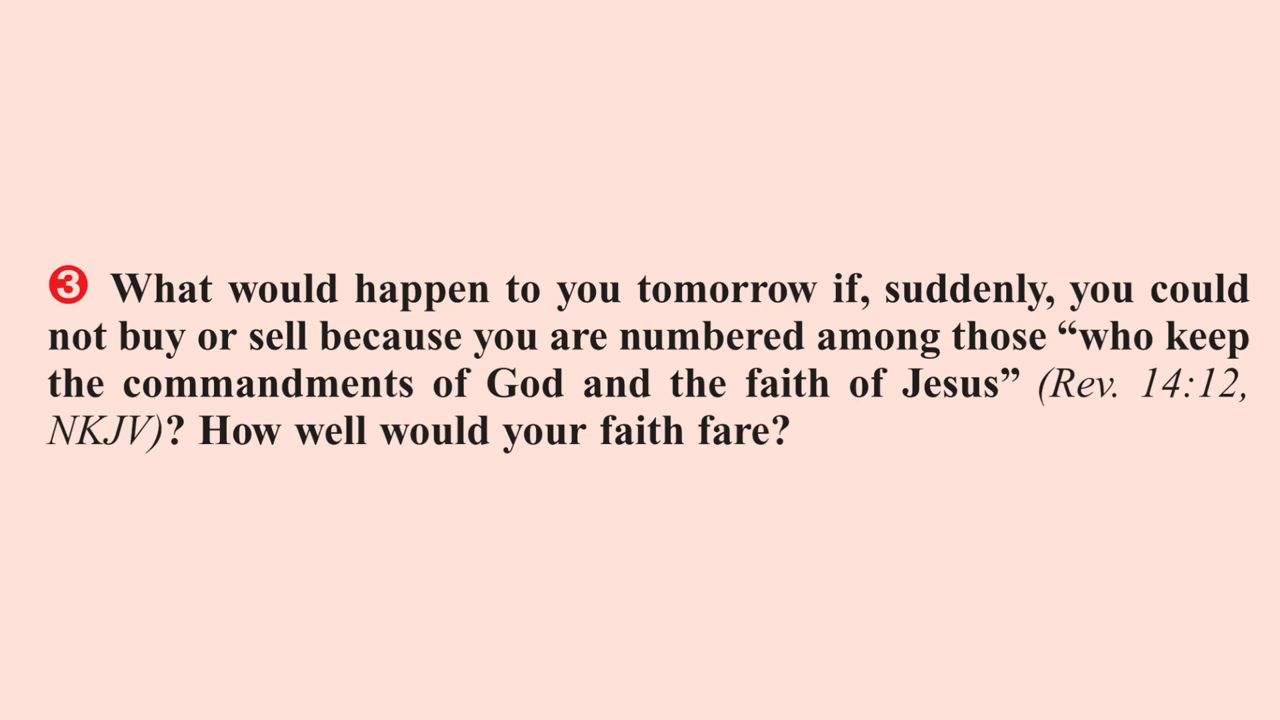 ❸ What would happen to you tomorrow if, suddenly, you could
not buy or sell because you are numbered among those “who keep
the commandments of God and the faith of Jesus” (Rev. 14:12,
NKJV)? How well would your faith fare?